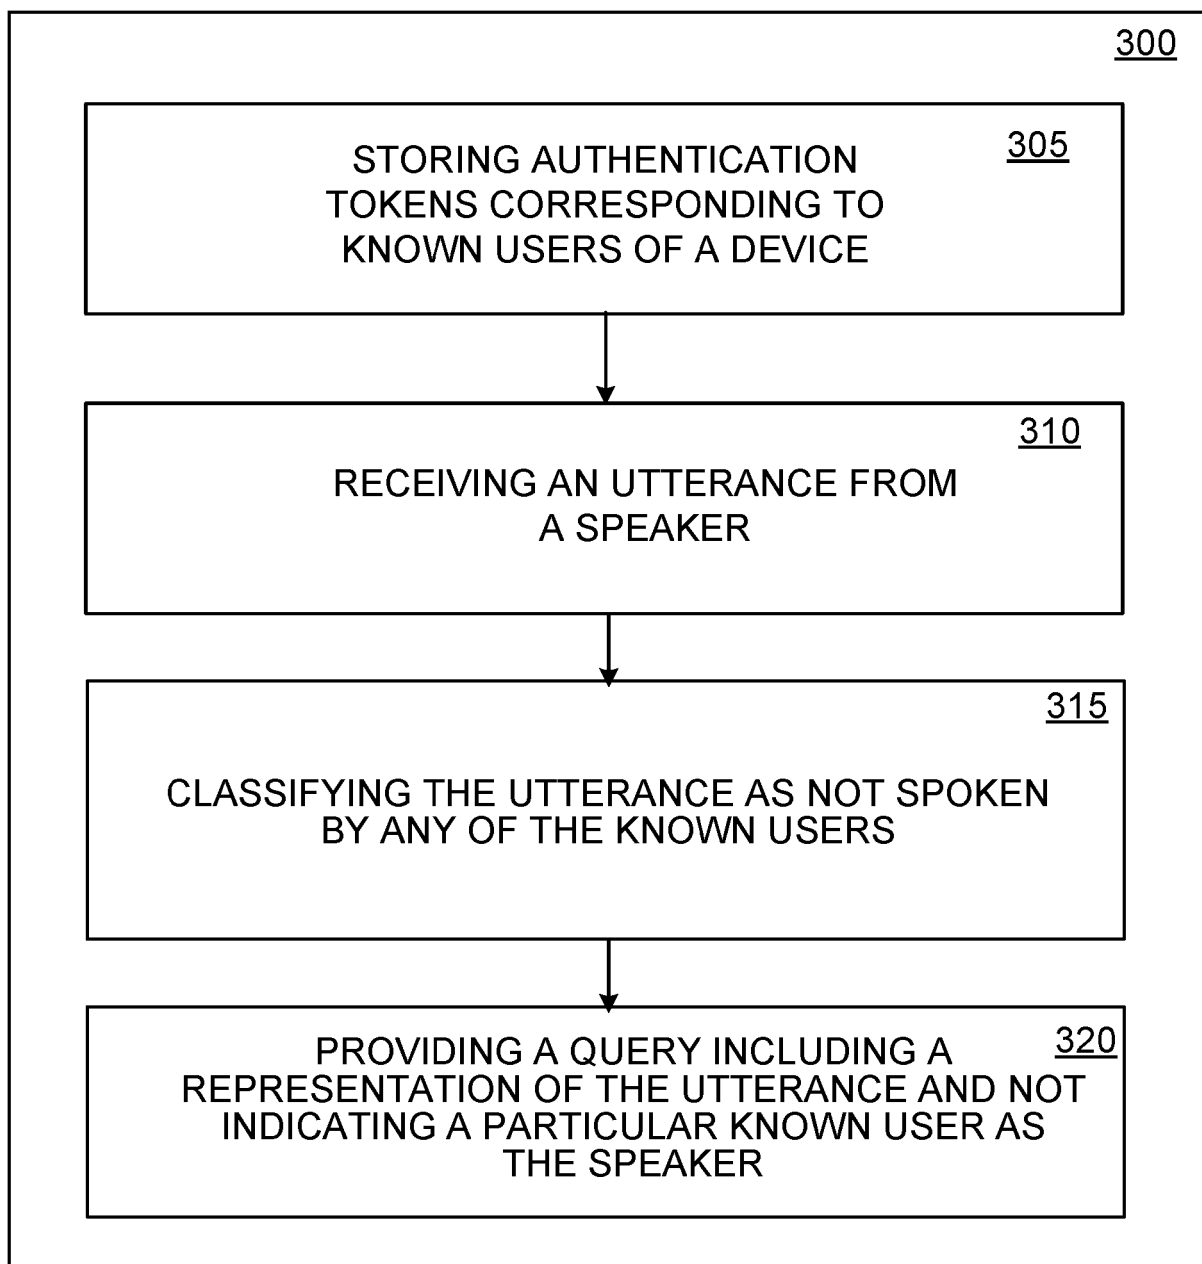 300
305
STORING AUTHENTICATION
TOKENS CORRESPONDING TO
KNOWN USERS OF A DEVICE
310
RECEIVING AN UTTERANCE FROM
A SPEAKER
315
CLASSIFYING THE UTTERANCE AS NOT SPOKEN
BY ANY OF THE KNOWN USERS
320
PROVIDING A QUERY INCLUDING A
REPRESENTATION OF THE UTTERANCE AND NOT
INDICATING A PARTICULAR KNOWN USER AS
THE SPEAKER